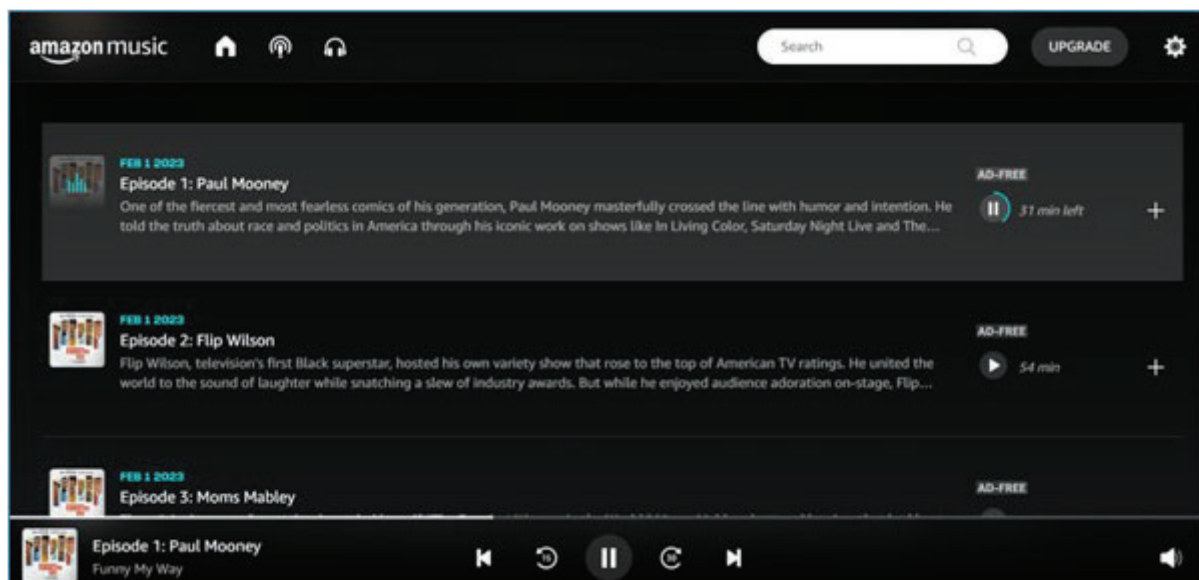 amazon music
Search
UPGRADE
FEB 1 2023
Episode 1: Paul Mooney
One of the fiercest and most fearless comics of his generation, Paul Mooney masterfully crossed the line with humor and intention. He
told the truth about race and politics in America through his iconic work on shows like In Living Color, Saturday Night Live and The...
AD-FREE
31 min left
FEB 1 2023
Episode 2: Flip Wilson
Flip Wilson, television's first Black superstar, hosted his own variety show that rose to the top of American TV ratings. He united the
world to the sound of laughter while snatching a slew of industry awards. But while he enjoyed audience adoration on-stage, Flip...
AD-FREE
54 min
FEB 1 2023
Episode 3: Moms Mabley
AD-FREE
Episode 1: Paul Mooney
Funny My Way
15
30